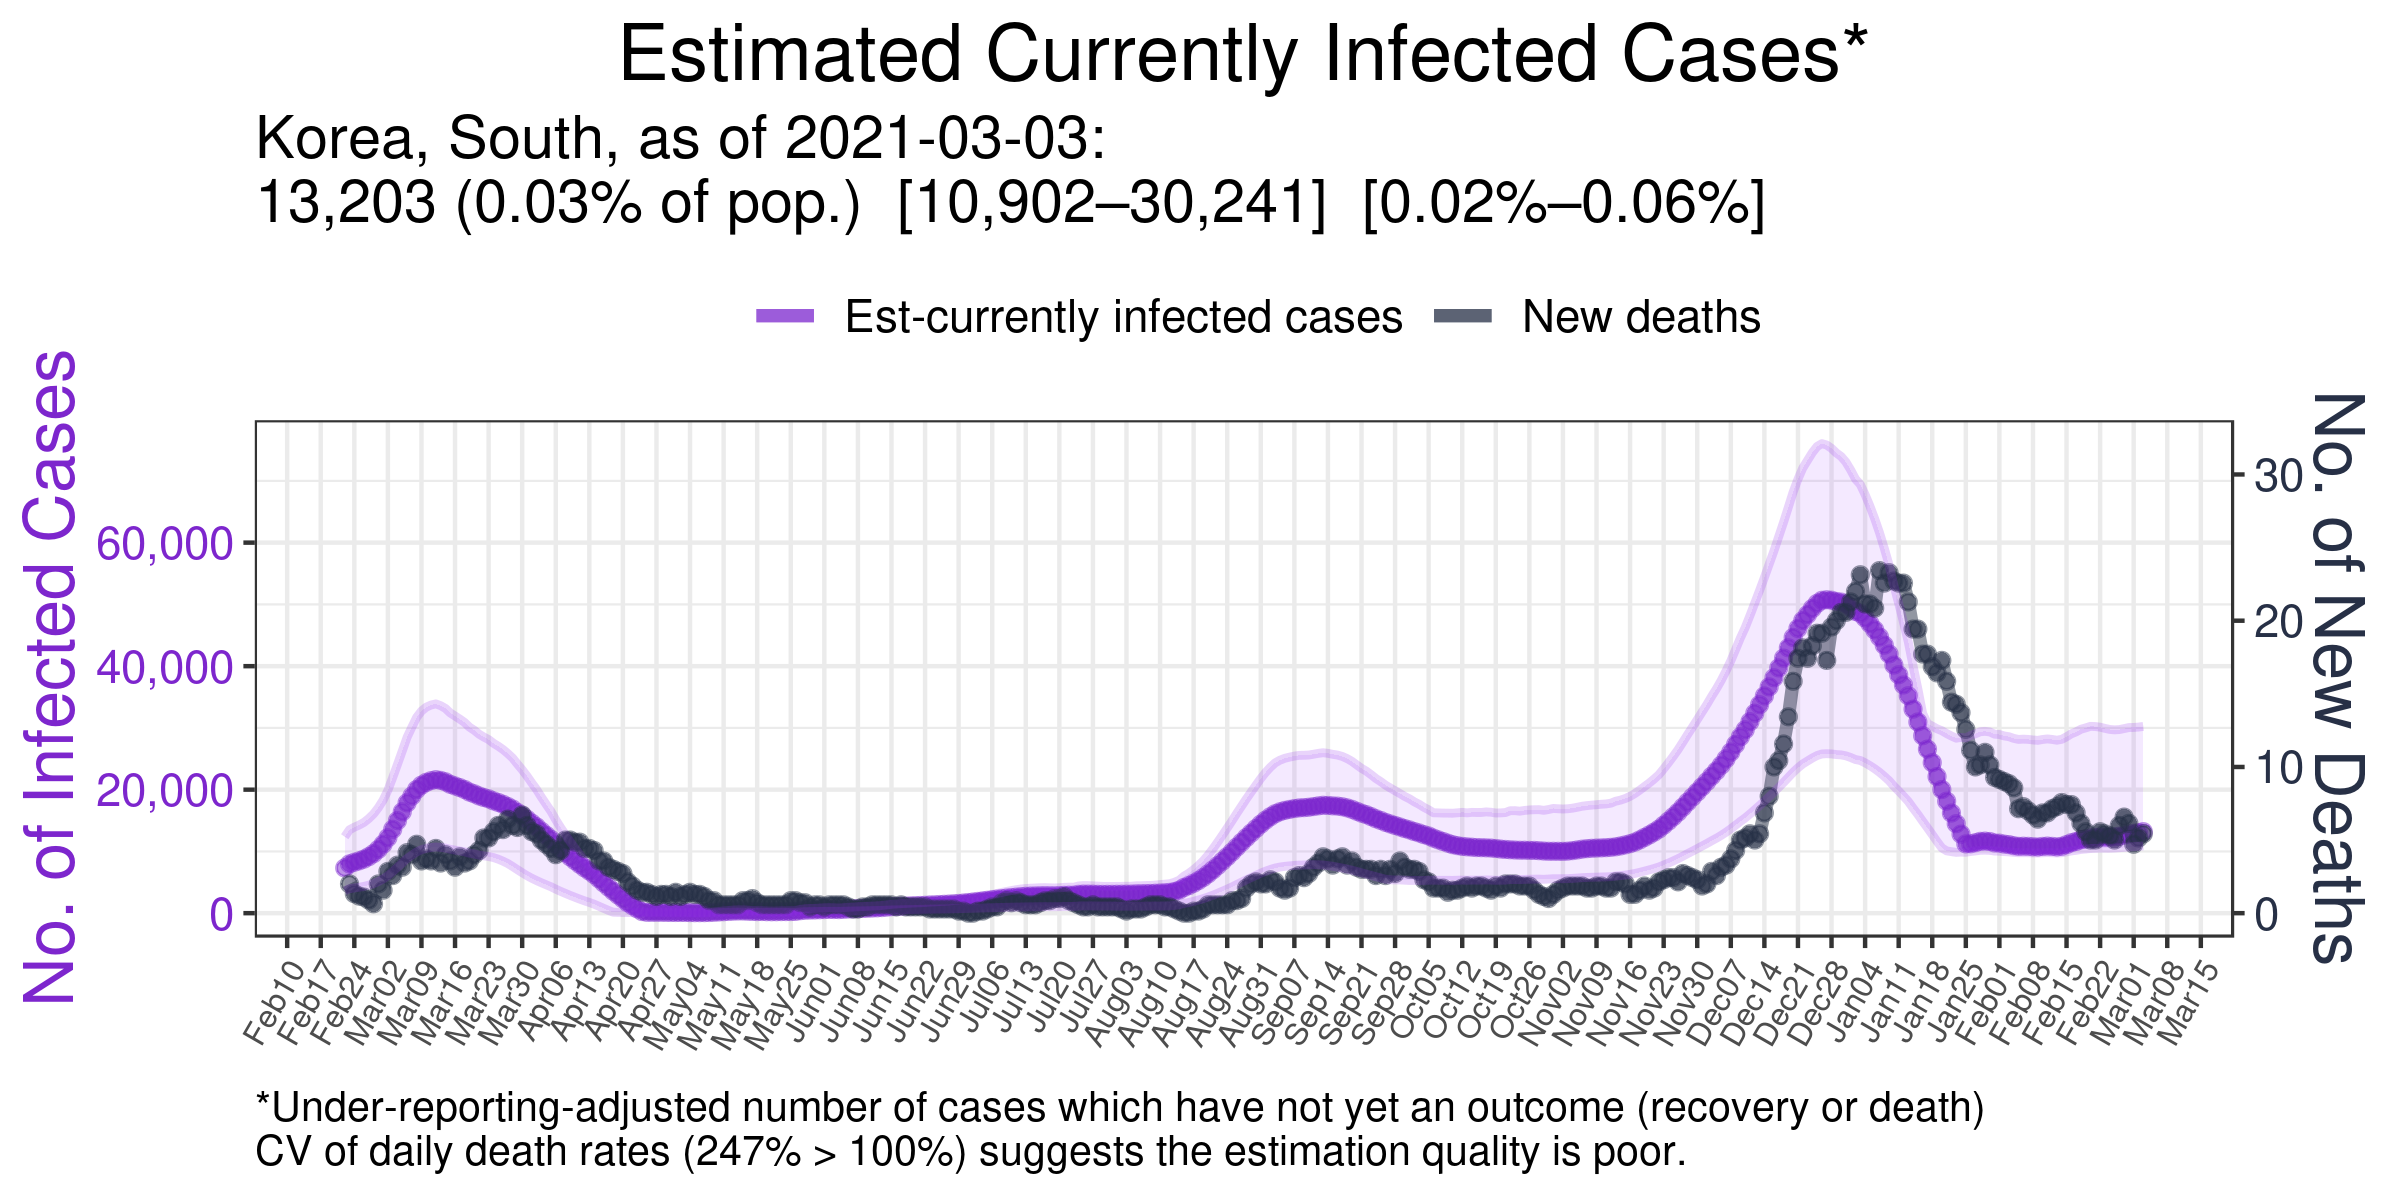 Estimated Currently Infected Cases*
Korea, South, as of 2021-03-03:
13,203 (0.03% of pop.) [10,902–30,241] [0.02%–0.06%]
Est-currently infected cases
New deaths
No. of Infected Cases
60,000
40,000
20,000
0
30
20
10
0
No. of New Deaths
Feb10
Feb17
Feb24
Mar02
Mar09
Mar16
Mar23
Mar30
Apr06
Apr13
Apr20
Apr27
May04
May11
May18
May25
Jun01
Jun08
Jun15
Jun22
Jun29
Jul06
Jul13
Jul20
Jul27
Aug03
Aug10
Aug17
Aug24
Aug31
Sep07
Sep14
Sep21
Sep28
Oct05
Oct12
Oct19
Oct26
Nov02
Nov09
Nov16
Nov23
Nov30
Dec07
Dec14
Dec21
Dec28
Jan04
Jan11
Jan18
Jan25
Feb01
Feb08
Feb15
Feb22
Mar01
Mar08
Mar15
*Under-reporting-adjusted number of cases which have not yet an outcome (recovery or death)
CV of daily death rates (247% > 100%) suggests the estimation quality is poor.